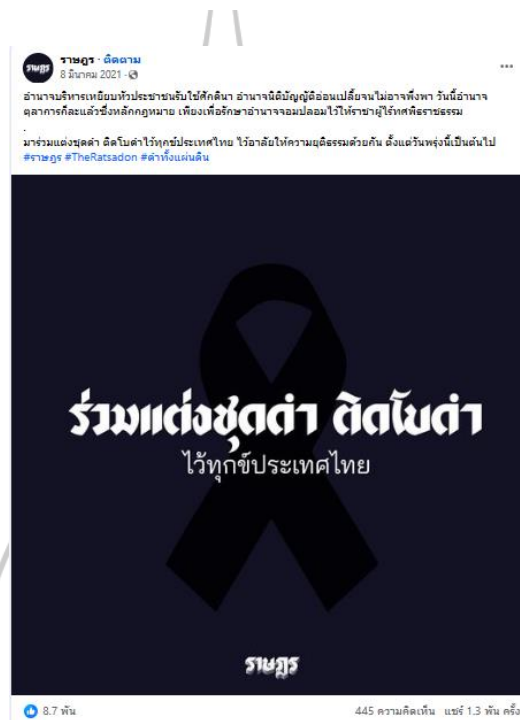 ราษฎร · ติดตาม
8 มีนาคม 2021 ·
อำนาจบริหารเหยียบหัวประชาชนรับใช้ศักดินา อำนาจนิติบัญญัติอ่อนเปลี้ยจนไม่อาจพึ่งพา วันนี้อำนาจ
ตุลาการก็ละแล้วซึ่งหลักกฎหมาย เพียงเพื่อรักษาอำนาจจอมปลอมไว้ให้ราชาผู้ไร้ทศพิธราชธรรม
.
มาร่วมแต่งชุดดำ ติดโบดำไว้ทุกข์ประเทศไทย ไว้อาลัยให้ความยุติธรรมด้วยกัน ตั้งแต่วันพรุ่งนี้เป็นต้นไป
#ราษฎร #TheRatsadon #ดำทั้งแผ่นดิน
ร่วมแต่งชุดดำ ติดโบดำ
ไว้ทุกข์ประเทศไทย
ราษฎร
8.7 พัน
445 ความคิดเห็น แชร์ 1.3 พัน ครั้ง